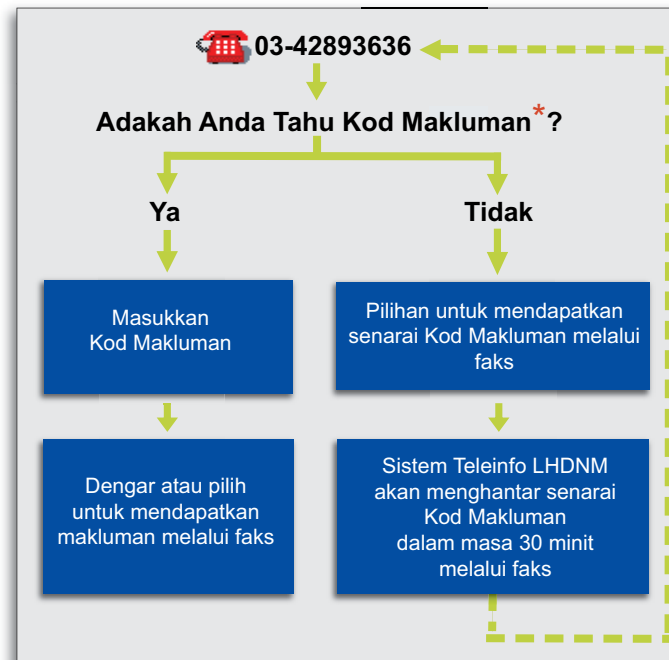 03-42893636
Adakah Anda Tahu Kod Makluman*?
Ya
Tidak
Masukkan
Kod Makluman
Pilihan untuk mendapatkan
senarai Kod Makluman melalui
faks
Dengar atau pilih
untuk mendapatkan
makluman melalui faks
Sistem Teleinfo LHDNM
akan menghantar senarai
Kod Makluman
dalam masa 30 minit
melalui faks